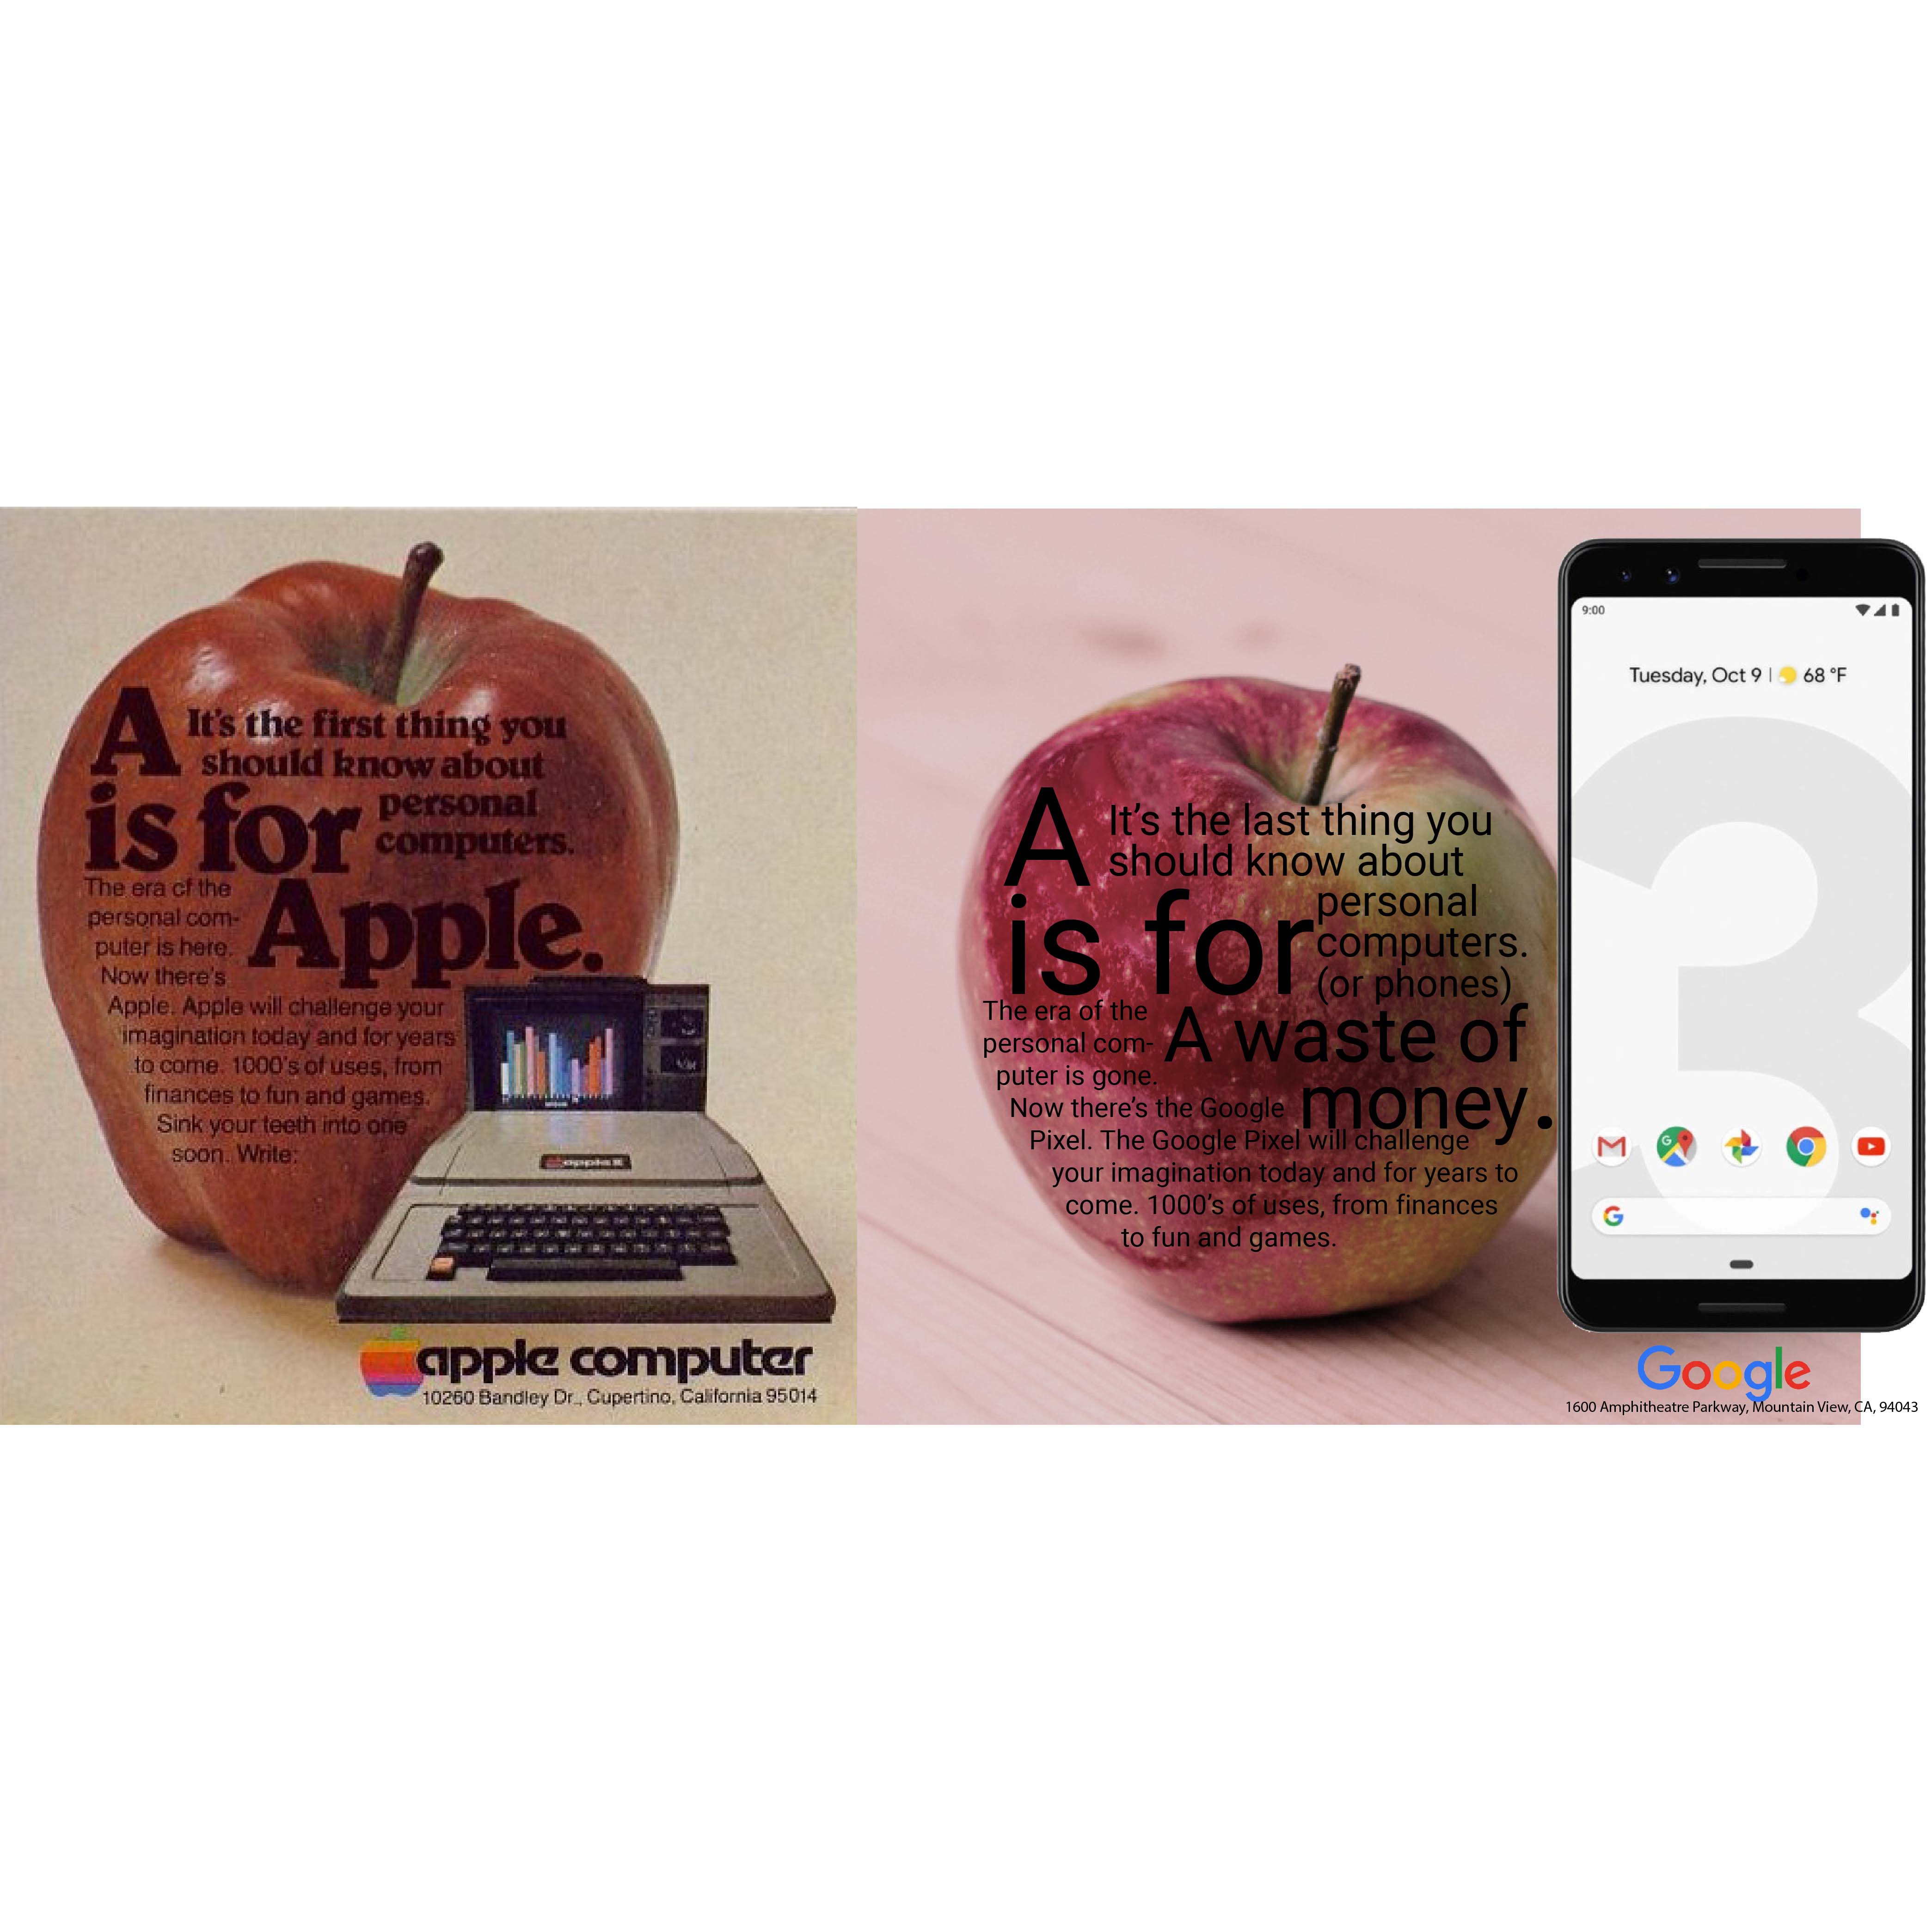 A It's the first thing you
should know about
is for personal
computers.
Apple.
The era of the
personal com-
puter is here.
Now there's
Apple. Apple will challenge your
imagination today and for years
to come. 1000's of uses, from
finances to fun and games.
Sink your teeth into one
soon. Write:
apple II
apple computer
10260 Bandley Dr., Cupertino, California 95014
A It’s the last thing you
should know about
is for personal
computers.
(or phones)
A waste of
money.
The era of the
personal com-
puter is gone.
Now there’s the Google
Pixel. The Google Pixel will challenge
your imagination today and for years to
come. 1000’s of uses, from finances
to fun and games.
9:00
Tuesday, Oct 9 | 68 °F
3
G
Google
1600 Amphitheatre Parkway, Mountain View, CA, 94043